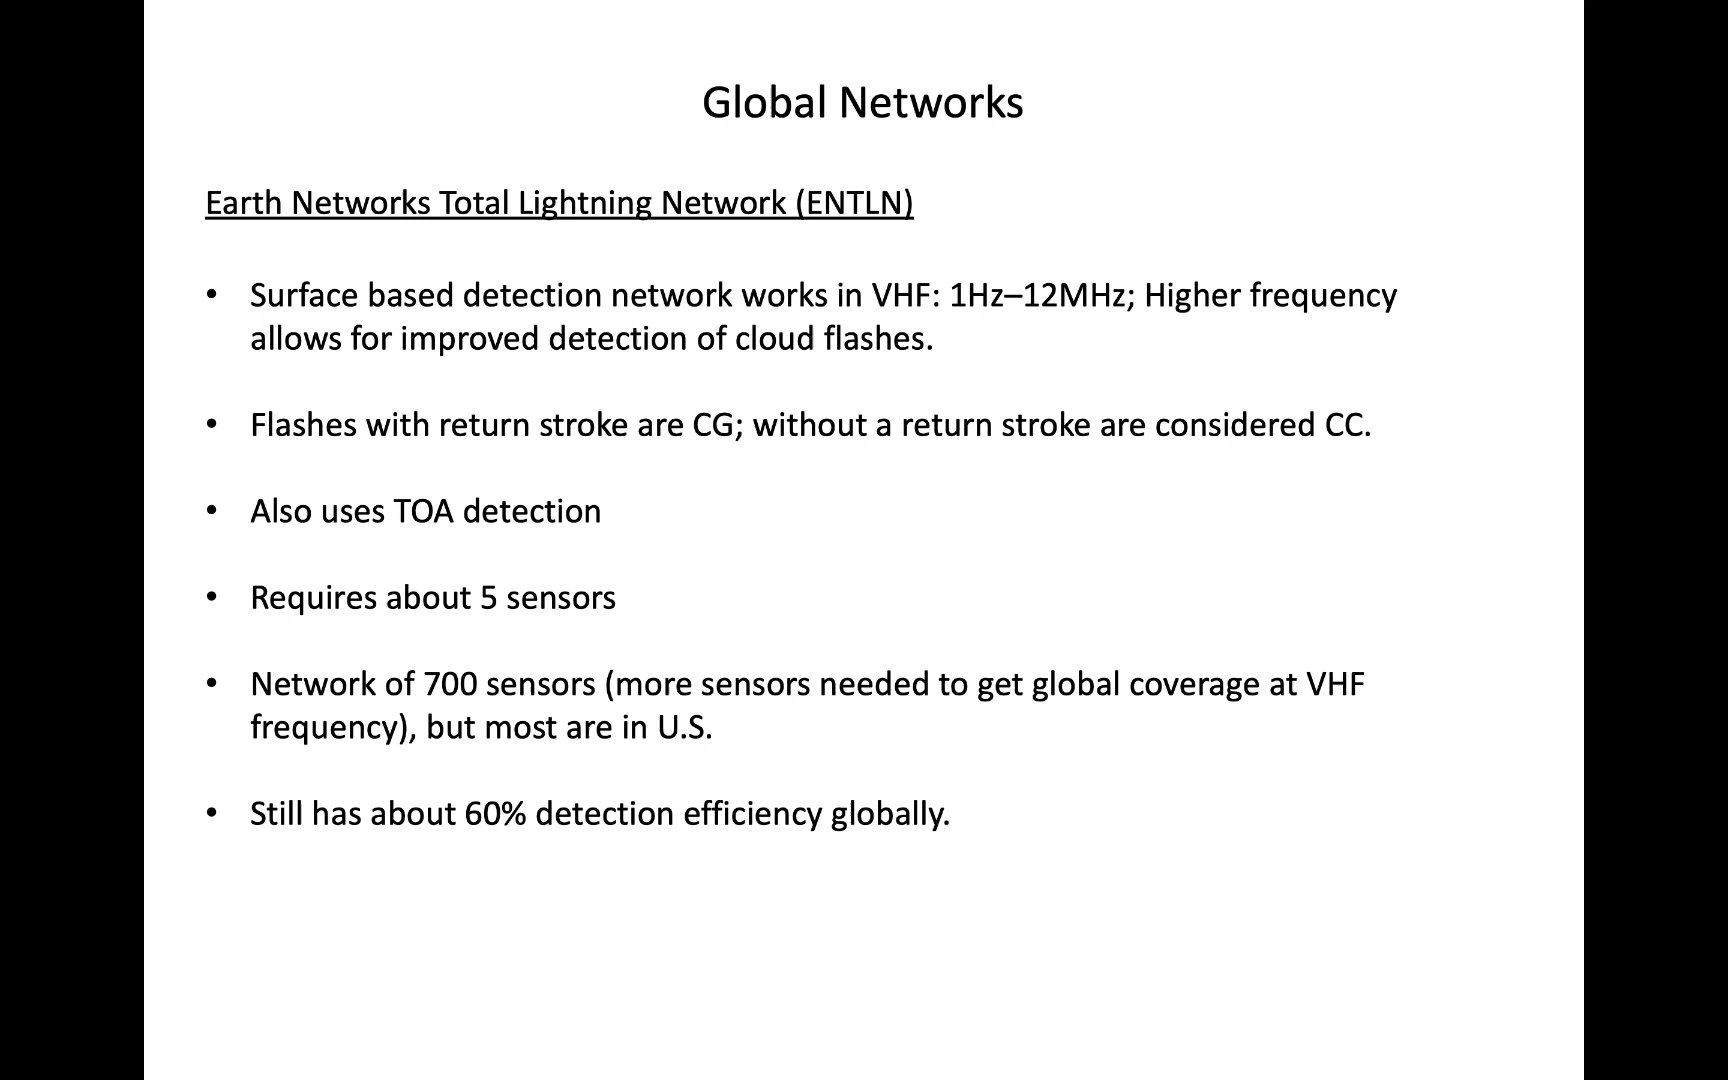 Global Networks
Earth Networks Total Lightning Network (ENTLN)
• Surface based detection network works in VHF: 1Hz–12MHz; Higher frequency
allows for improved detection of cloud flashes.
• Flashes with return stroke are CG; without a return stroke are considered CC.
• Also uses TOA detection
• Requires about 5 sensors
• Network of 700 sensors (more sensors needed to get global coverage at VHF
frequency), but most are in U.S.
• Still has about 60% detection efficiency globally.